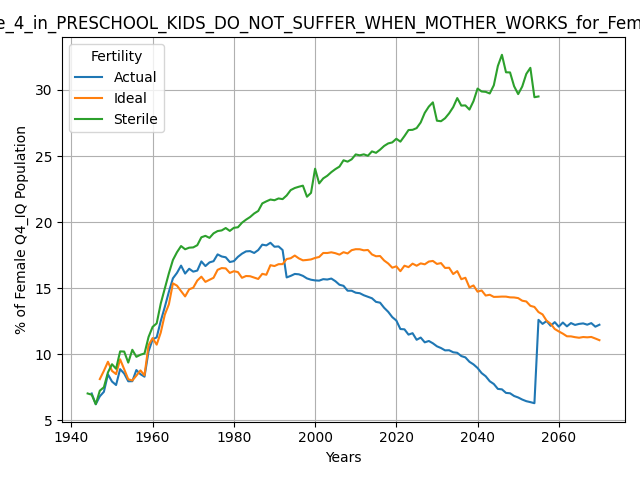 e_4_in_PRESCHOOL_KIDS_DO_NOT_SUFFER_WHEN_MOTHER_WORKS_for_Fem
Fertility
Actual
Ideal
Sterile
% of Female Q4_IQ Population
30
25
20
15
10
5
1940
1960
1980
2000
2020
2040
2060
Years